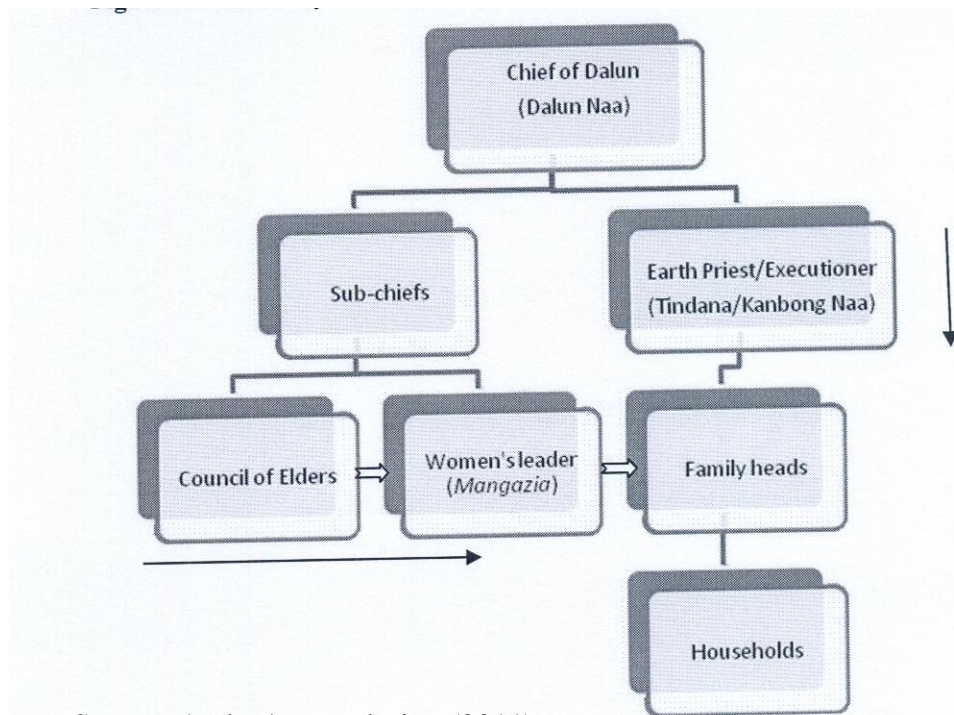 Chief of Dalun
(Dalun Naa)
Sub-chiefs
Earth Priest/Executioner
(Tindana/Kanbong Naa)
Council of Elders
Women's leader
(Mangazia)
Family heads
Households